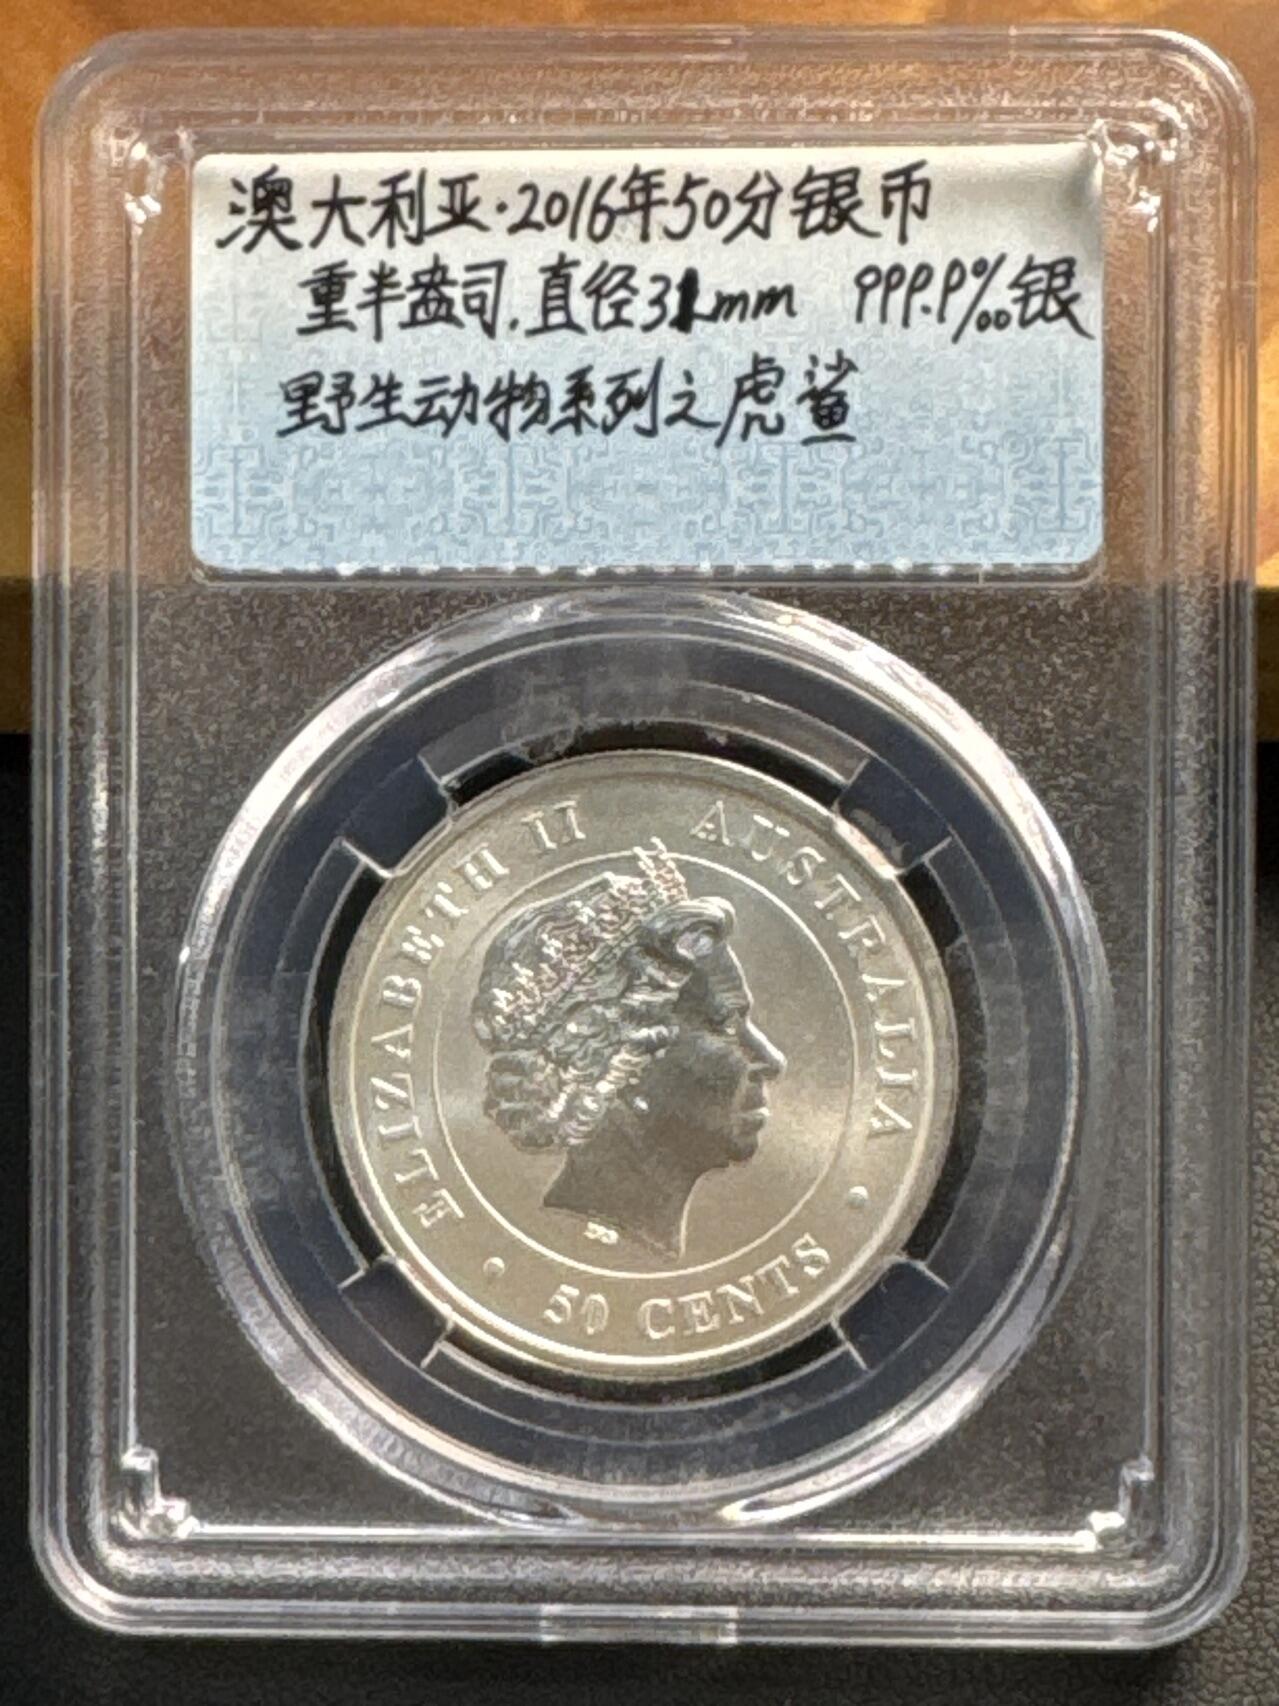 澳大利亚·2016年50分银币
重半盎司.直径31mm 999.9‰银
野生动物系列之虎鲨
ELIZABETH II AUSTRALIA
50 CENTS